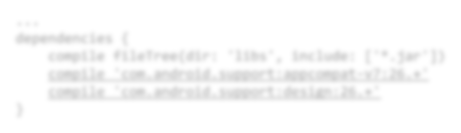 ...
dependencies {
compile fileTree(dir: 'libs', include: ['*.jar'])
compile 'com.android.support:appcompat-v7:26.+'
compile 'com.android.support:design:26.+'
}